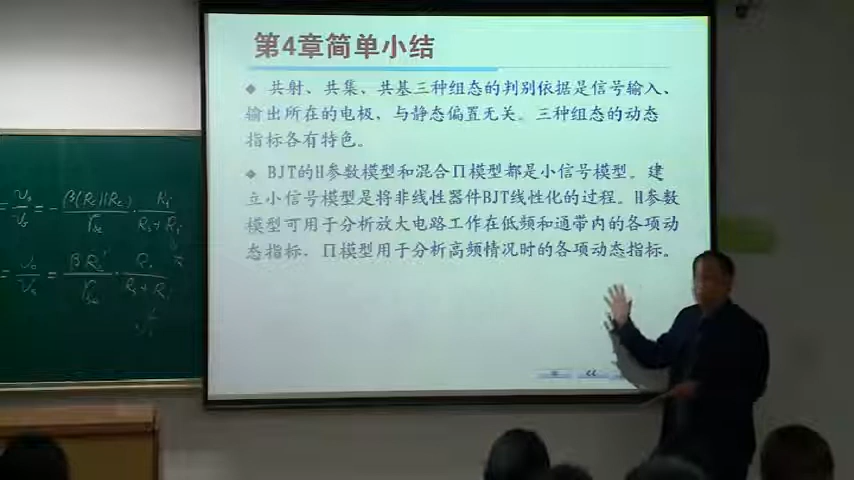 第4章简单小结
◆ 共射、共集、共基三种组态的判别依据是信号输入、
输出所在的电极，与静态偏置无关。三种组态的动态
指标各有特色。
◆ BJT的H参数模型和混合Π模型都是小信号模型。建
立小信号模型是将非线性器件BJT线性化的过程。H参数
模型可用于分析放大电路工作在低频和通带内的各项动
态指标，Π模型用于分析高频情况时的各项动态指标。